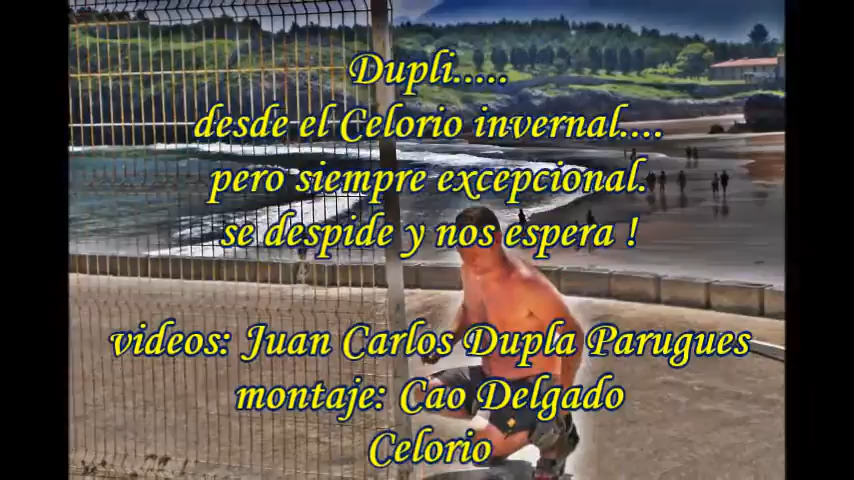 Dupli.....
desde el Celorio invernal....
pero siempre excepcional.
se despide y nos espera !
videos: Juan Carlos Dupla Parugues
montaje: Cao Delgado
Celorio